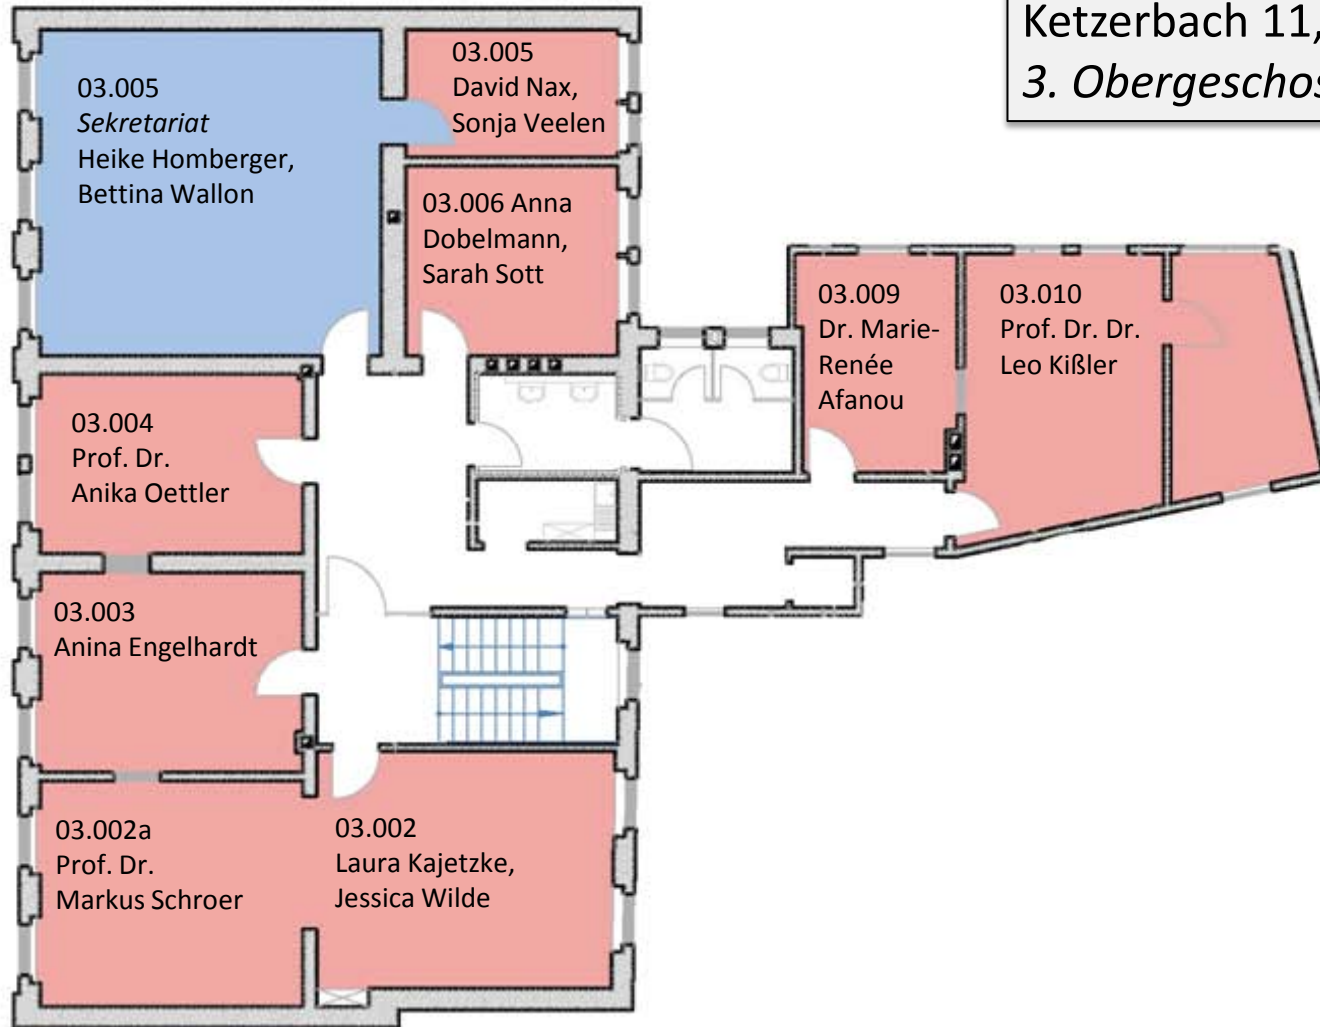 Ketzerbach 11,
3. Obergeschos
03.005
Sekretariat
Heike Homberger,
Bettina Wallon
03.005
David Nax,
Sonja Veelen
03.006 Anna
Dobelmann,
Sarah Sott
03.009
Dr. Marie-
Renée
Afanou
03.010
Prof. Dr. Dr.
Leo Kißler
03.004
Prof. Dr.
Anika Oettler
03.003
Anina Engelhardt
03.002a
Prof. Dr.
Markus Schroer
03.002
Laura Kajetzke,
Jessica Wilde